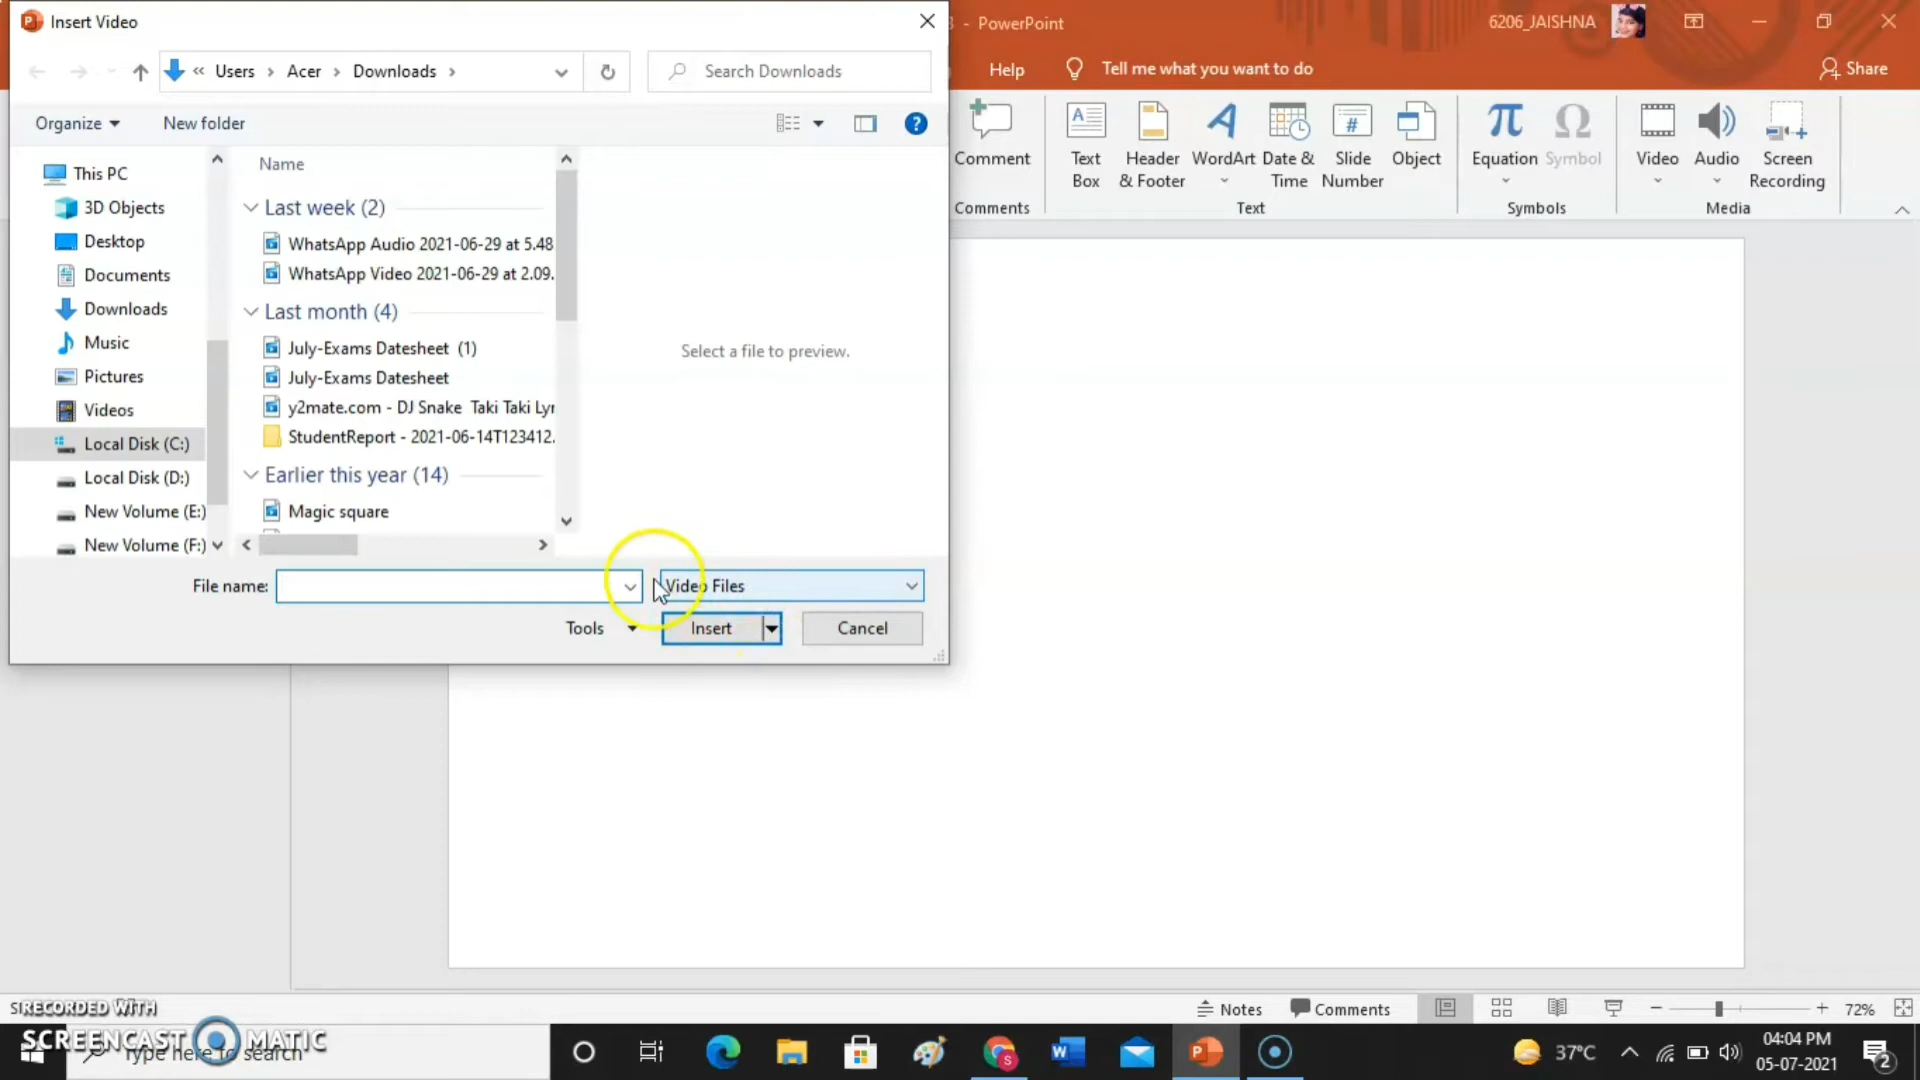 Insert Video
3 - PowerPoint
6206_JAISHNA
Users
Acer
Downloads
Search Downloads
Help
Tell me what you want to do
Share
Organize
New folder
Comment
Text Box
Header & Footer
WordArt
Date & Time
Slide Number
Object
Equation
Symbol
Video
Audio
Screen Recording
Comments
Text
Symbols
Media
This PC
3D Objects
Desktop
Documents
Downloads
Music
Pictures
Videos
Local Disk (C:)
Local Disk (D:)
New Volume (E:)
New Volume (F:)
Name
Last week (2)
WhatsApp Audio 2021-06-29 at 5.48
WhatsApp Video 2021-06-29 at 2.09.
Last month (4)
July-Exams Datesheet (1)
July-Exams Datesheet
y2mate.com - DJ Snake Taki Taki Lyr
StudentReport - 2021-06-14T123412.
Earlier this year (14)
Magic square
Select a file to preview.
File name:
Video Files
Tools
Insert
Cancel
RECORDED WITH
SCREENCAST MATIC
Type here to search
Notes
Comments
72%
37°C
04:04 PM
05-07-2021
2